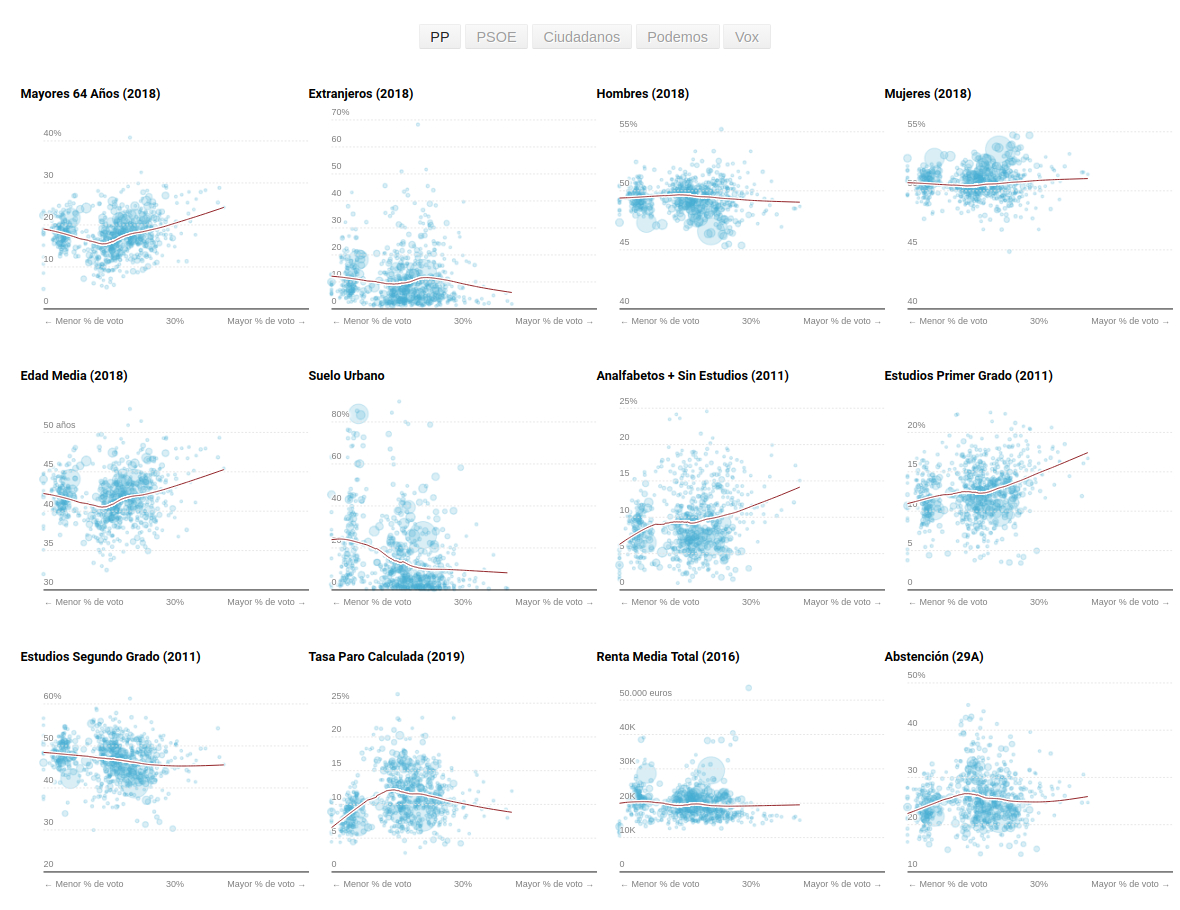 PP PSOE Ciudadanos Podemos Vox
Mayores 64 Años (2018)
40%
30
20
10
0
← Menor % de voto 30% Mayor % de voto →
Extranjeros (2018)
70%
60
50
40
30
20
10
0
← Menor % de voto 30% Mayor % de voto →
Hombres (2018)
55%
50
45
40
← Menor % de voto 30% Mayor % de voto →
Mujeres (2018)
55%
45
40
← Menor % de voto 30% Mayor % de voto →
Edad Media (2018)
50 años
45
40
35
30
← Menor % de voto 30% Mayor % de voto →
Suelo Urbano
80%
60
40
20
0
← Menor % de voto 30% Mayor % de voto →
Analfabetos + Sin Estudios (2011)
25%
20
15
10
5
0
← Menor % de voto 30% Mayor % de voto →
Estudios Primer Grado (2011)
20%
15
10
5
0
← Menor % de voto 30% Mayor % de voto →
Estudios Segundo Grado (2011)
60%
50
40
30
20
← Menor % de voto 30% Mayor % de voto →
Tasa Paro Calculada (2019)
25%
20
15
10
5
0
← Menor % de voto 30% Mayor % de voto →
Renta Media Total (2016)
50.000 euros
40K
30K
20K
10K
0
← Menor % de voto 30% Mayor % de voto →
Abstención (29A)
50%
40
30
20
10
← Menor % de voto 30% Mayor % de voto →